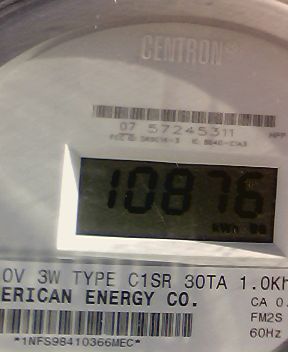 CENTRON®
07 57245311
10876
KWH
0V 3W TYPE C1SR 30TA 1.0Kh
ERICAN ENERGY CO.
CA 0.
FM2S
*1NFS98410366MEC*
60Hz